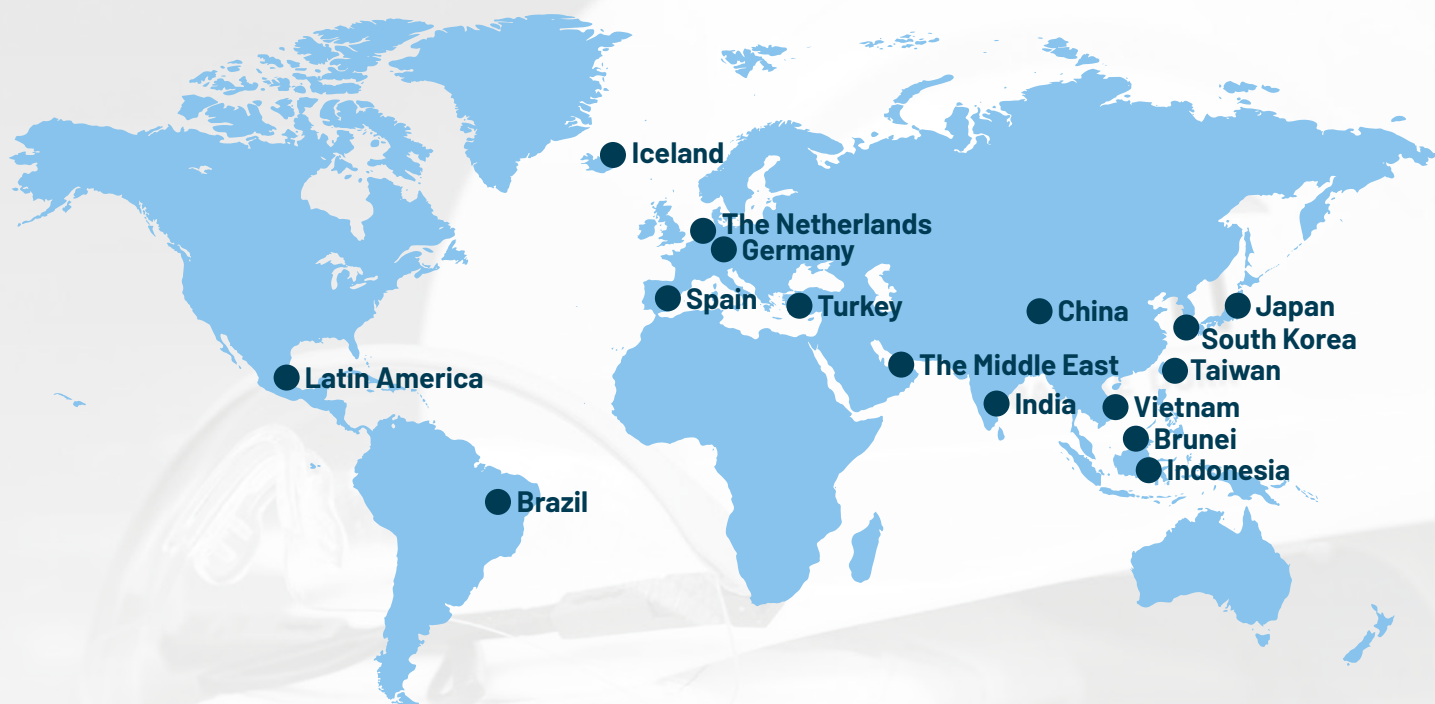 Iceland
The Netherlands
Germany
Spain
Turkey
China
Japan
South Korea
The Middle East
Taiwan
Latin America
India
Vietnam
Brunei
Indonesia
Brazil